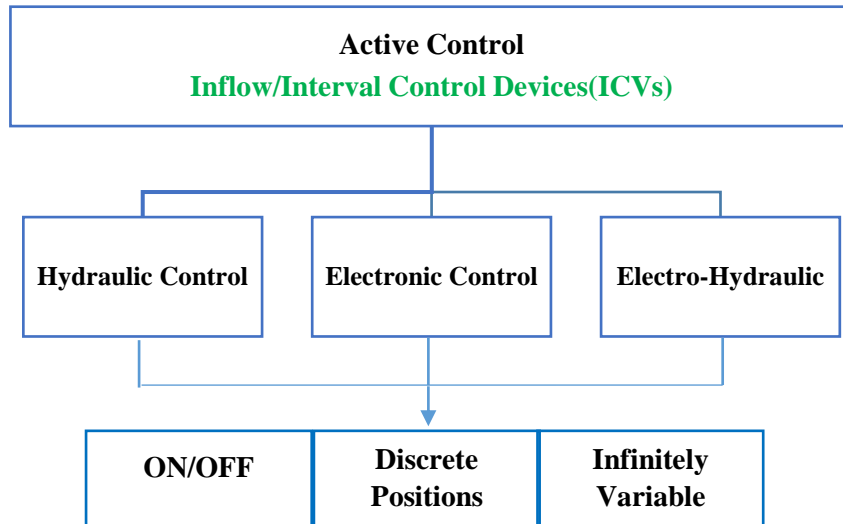 Active Control
Inflow/Interval Control Devices(ICVs)
Hydraulic Control
Electronic Control
Electro-Hydraulic
ON/OFF
Discrete
Positions
Infinitely
Variable